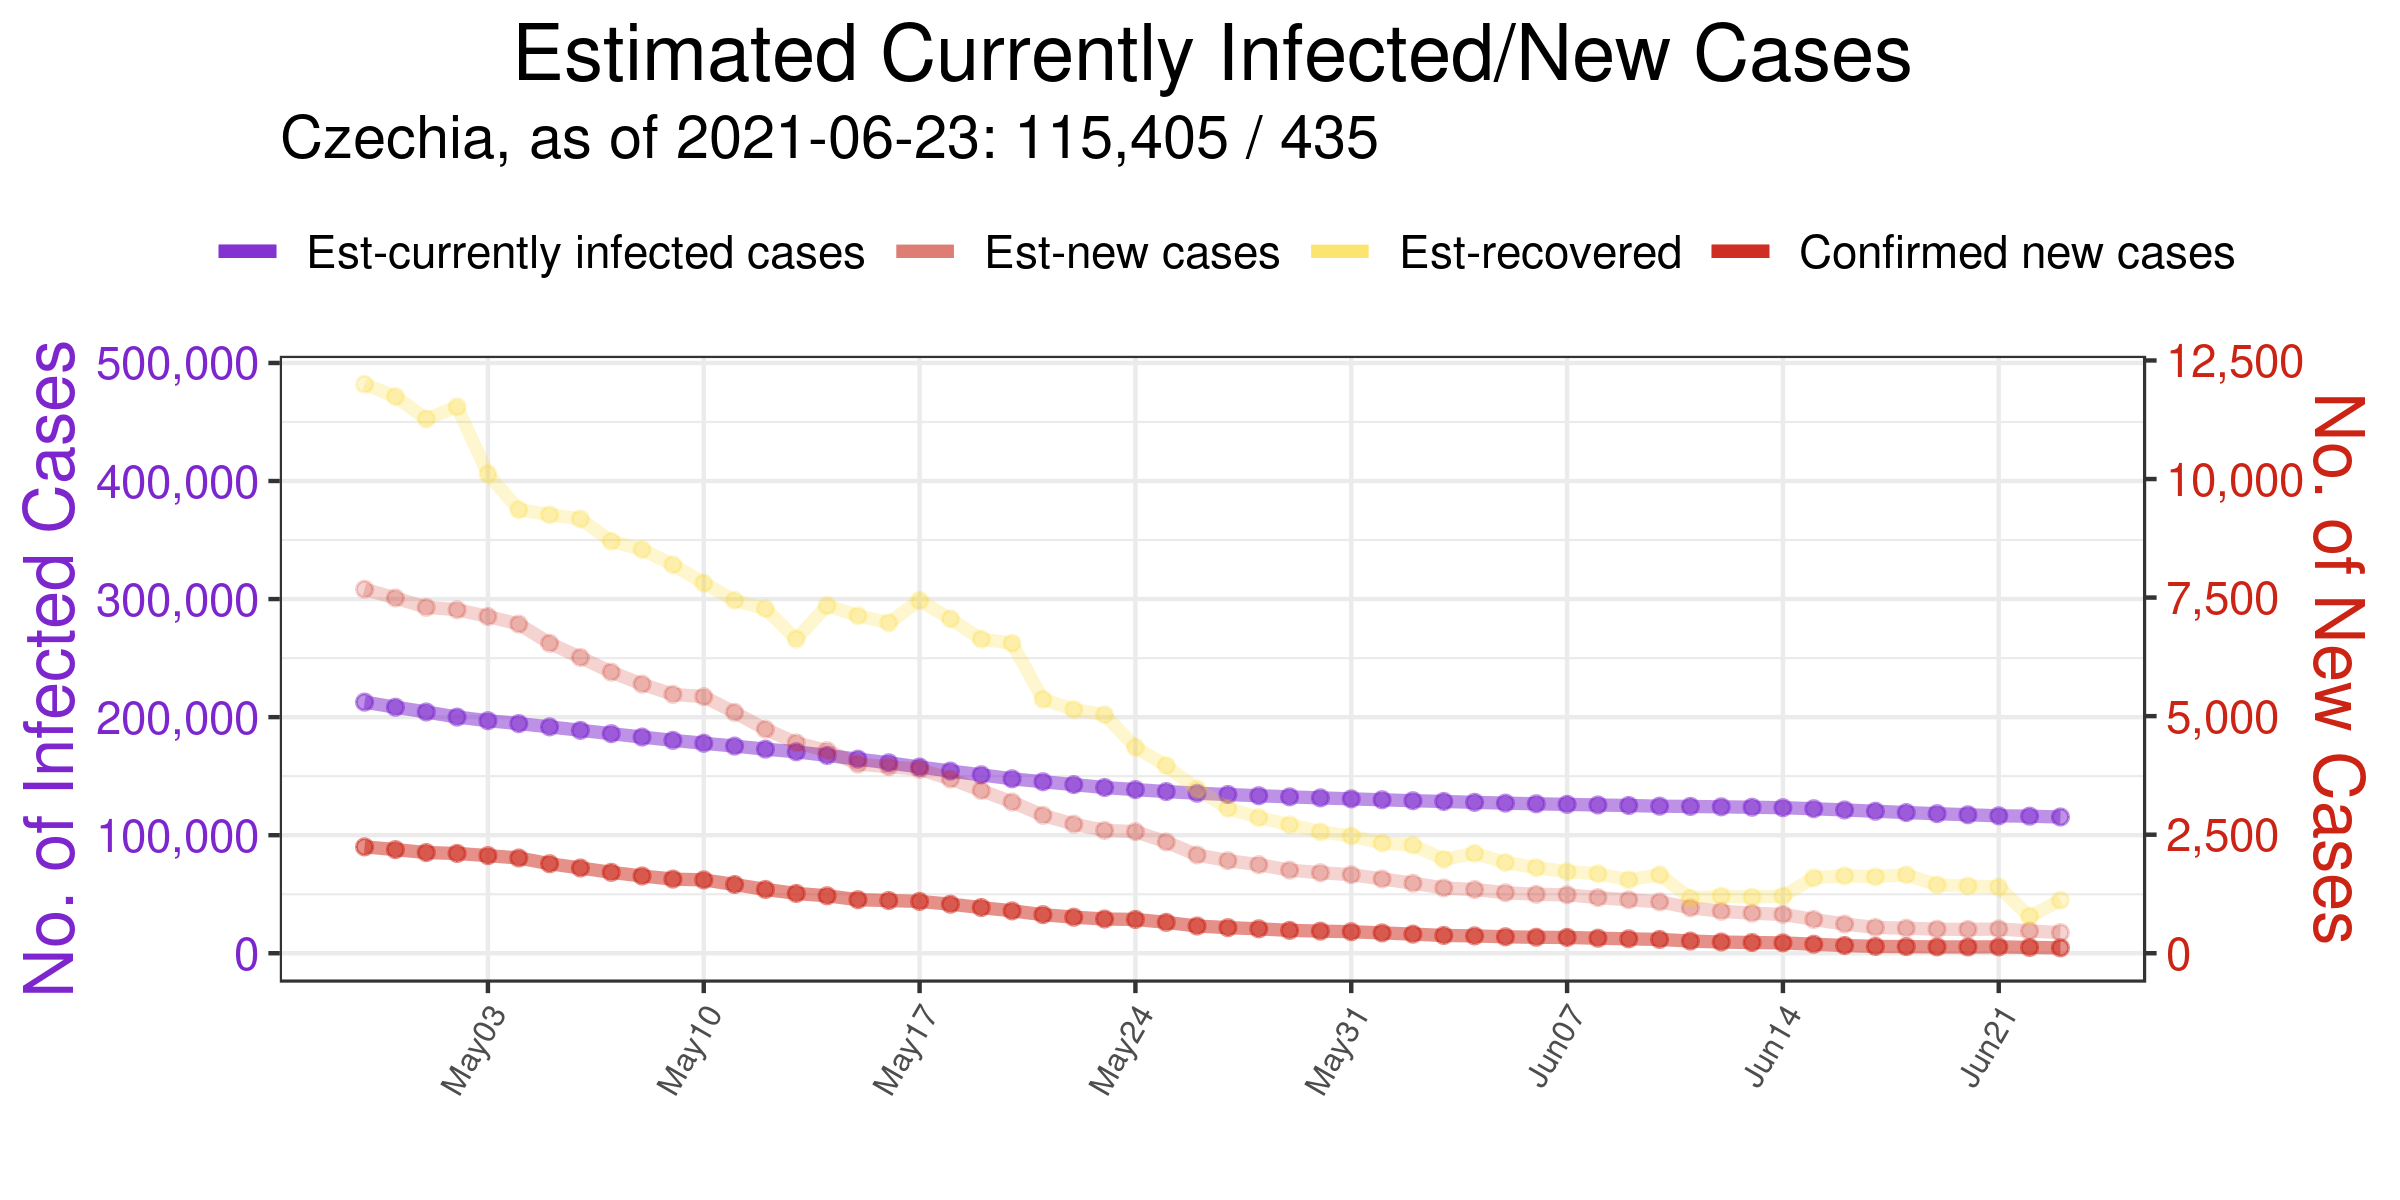 Estimated Currently Infected/New Cases
Czechia, as of 2021-06-23: 115,405 / 435
Est-currently infected cases Est-new cases Est-recovered Confirmed new cases
No. of Infected Cases
500,000
400,000
300,000
200,000
100,000
0
12,500
10,000
7,500
5,000
2,500
0
No. of New Cases
May03 May10 May17 May24 May31 Jun07 Jun14 Jun21